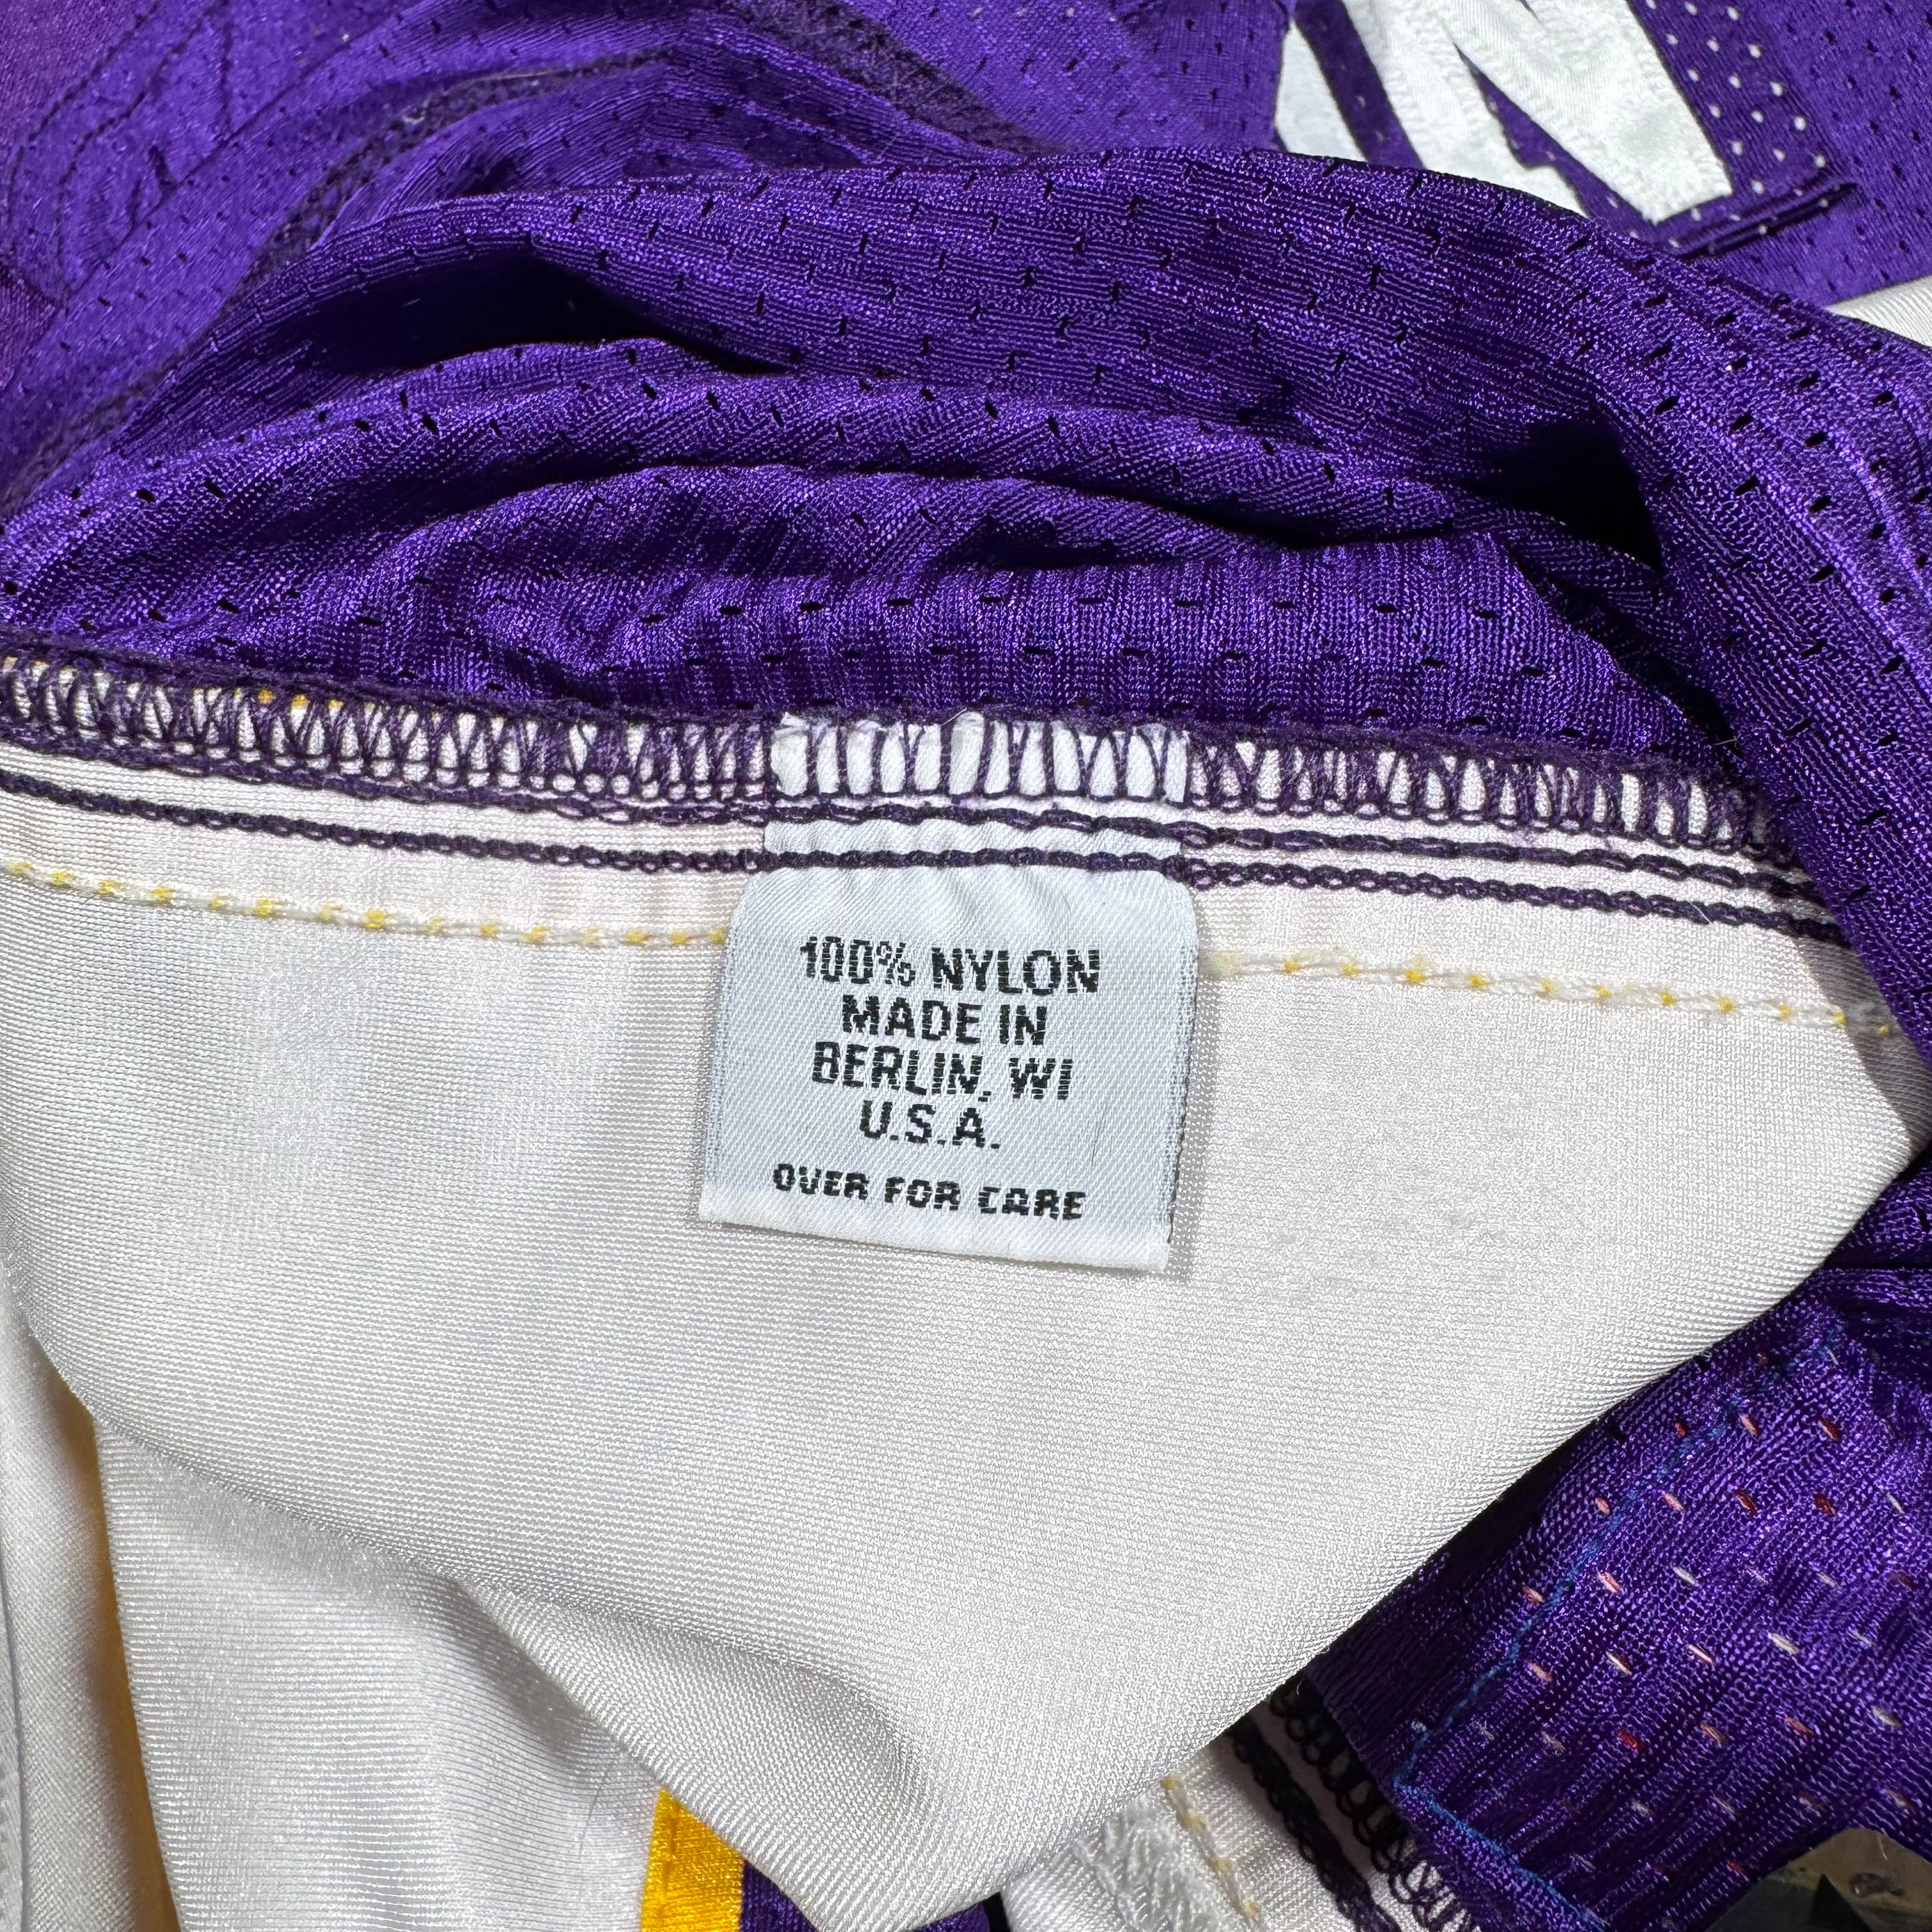 100% NYLON
MADE IN
BERLIN, WI
U.S.A.
OVER FOR CARE